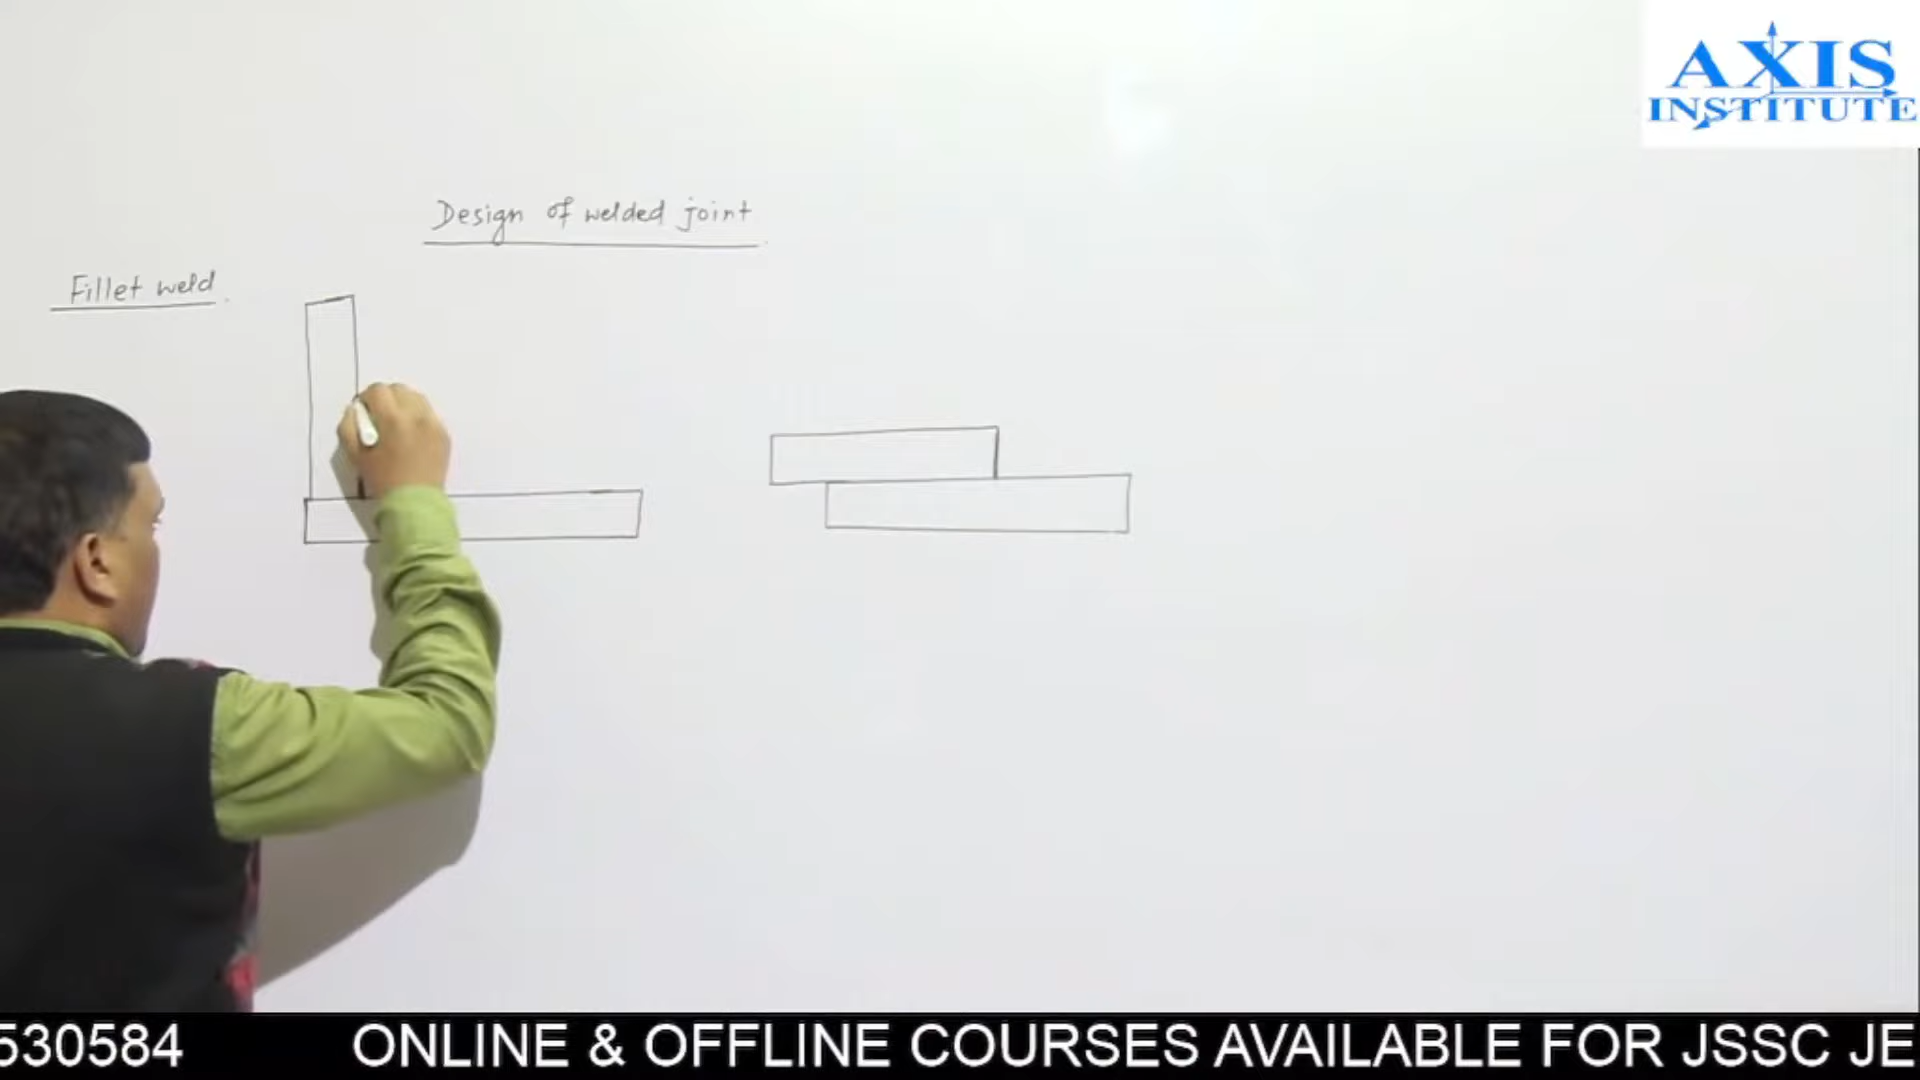 AXIS
INSTITUTE
Design of welded joint
Fillet weld
530584 ONLINE & OFFLINE COURSES AVAILABLE FOR JSSC JE